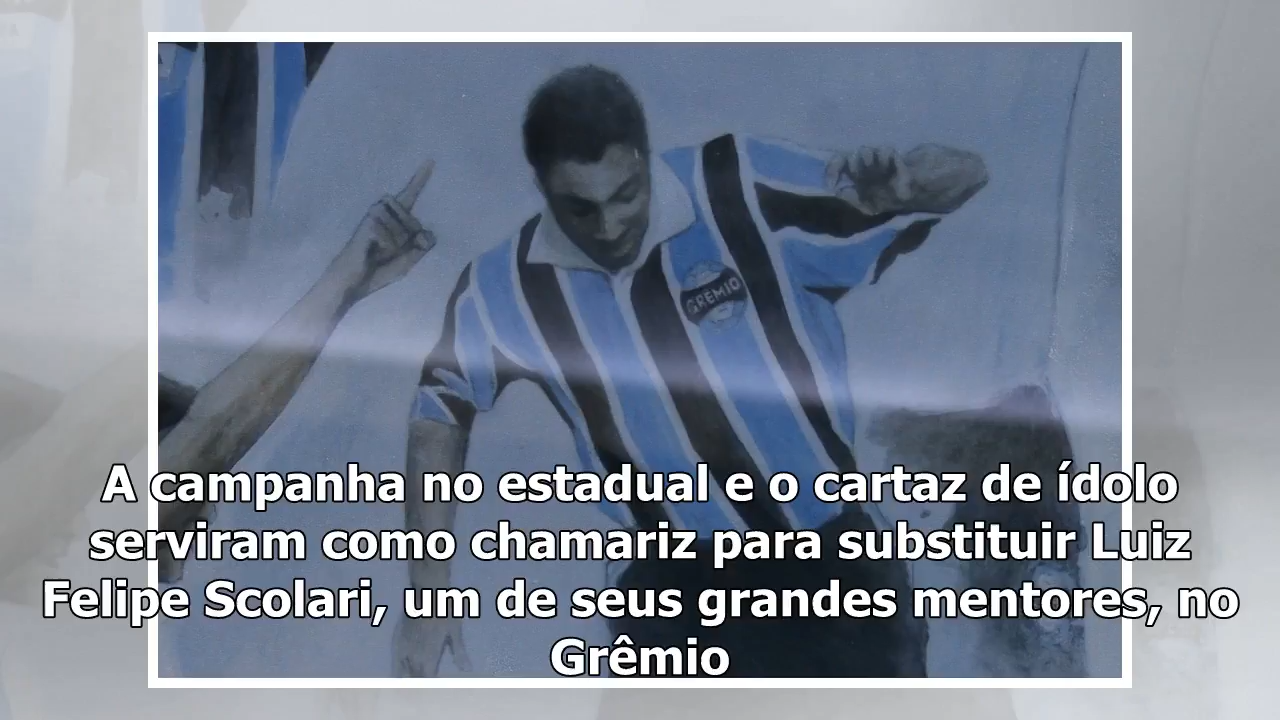 GRÊMIO
A campanha no estadual e o cartaz de ídolo
serviram como chamariz para substituir Luiz
Felipe Scolari, um de seus grandes mentores, no
Grêmio